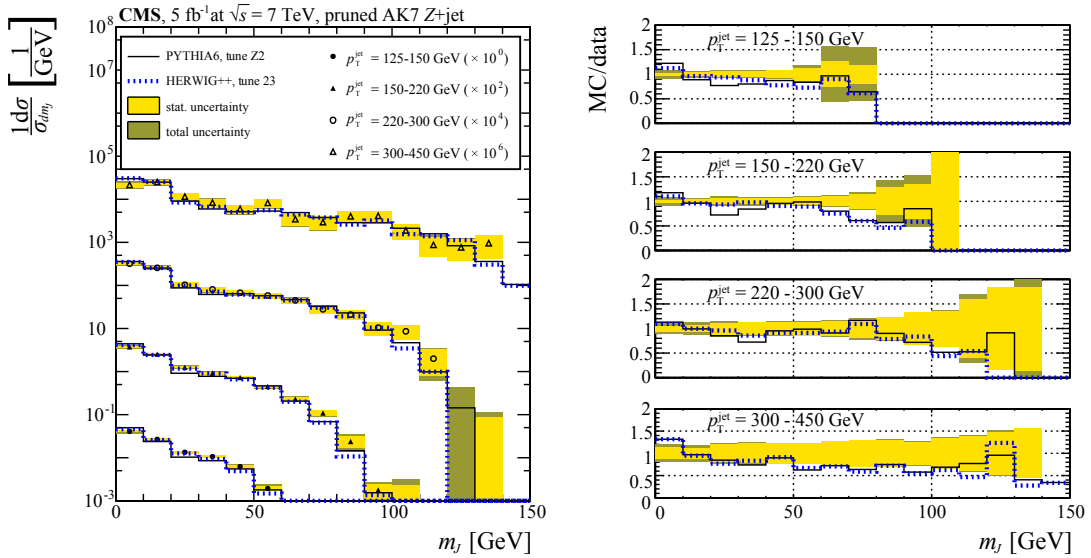 CMS, 5 fb⁻¹ at √s = 7 TeV, pruned AK7 Z+jet
1/σ dσ/dm_J [1/GeV]
PYTHIA6, tune Z2
HERWIG++, tune 23
stat. uncertainty
total uncertainty
p_T^jet = 125-150 GeV (× 10⁰)
p_T^jet = 150-220 GeV (× 10²)
p_T^jet = 220-300 GeV (× 10⁴)
p_T^jet = 300-450 GeV (× 10⁶)
10⁸
10⁷
10⁵
10³
10
10⁻¹
10⁻³
0 50 100 150
m_J [GeV]
MC/data
p_T^jet = 125 - 150 GeV
2
1.5
1
0.5
0
p_T^jet = 150 - 220 GeV
2
1.5
1
0.5
0
p_T^jet = 220 - 300 GeV
2
1.5
1
0.5
0
p_T^jet = 300 - 450 GeV
2
1.5
1
0.5
0
0 50 100 150
m_J [GeV]